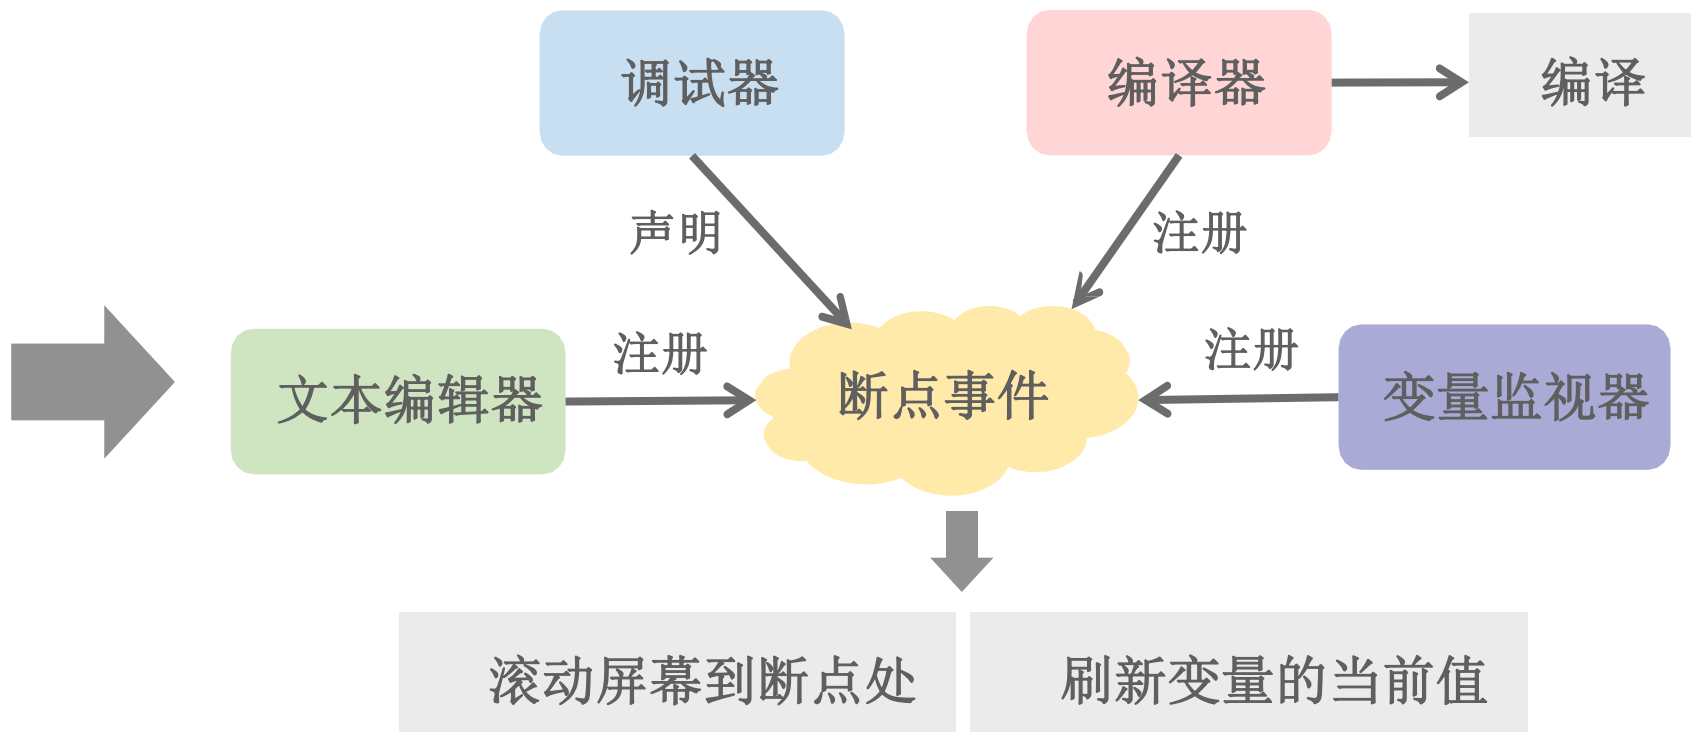 调试器
编译器
编译
声明
注册
文本编辑器
注册
断点事件
注册
变量监视器
滚动屏幕到断点处
刷新变量的当前值